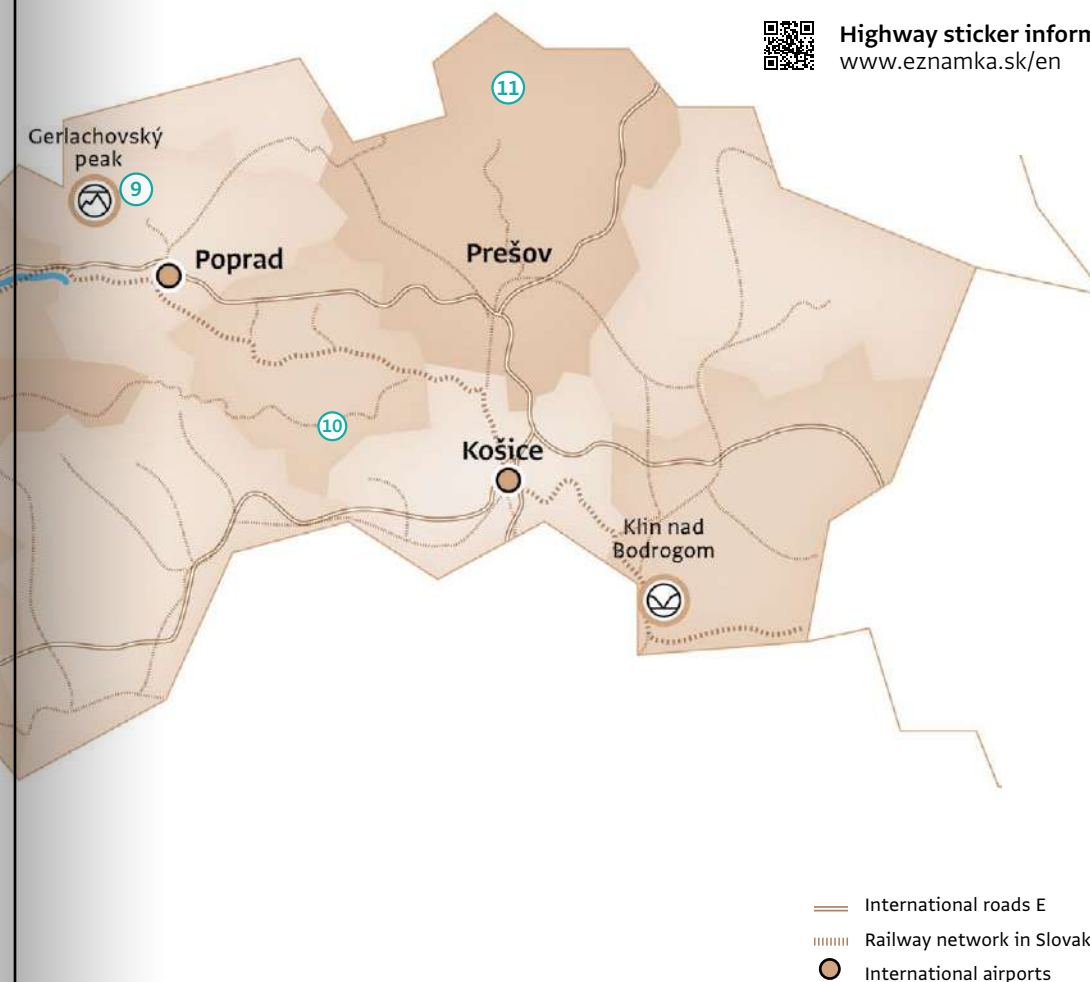 Highway sticker inform
www.eznamka.sk/en
11
Gerlachovský
peak
9
Poprad
Prešov
10
Košice
Klin nad
Bodrogom
International roads E
Railway network in Slovak
International airports